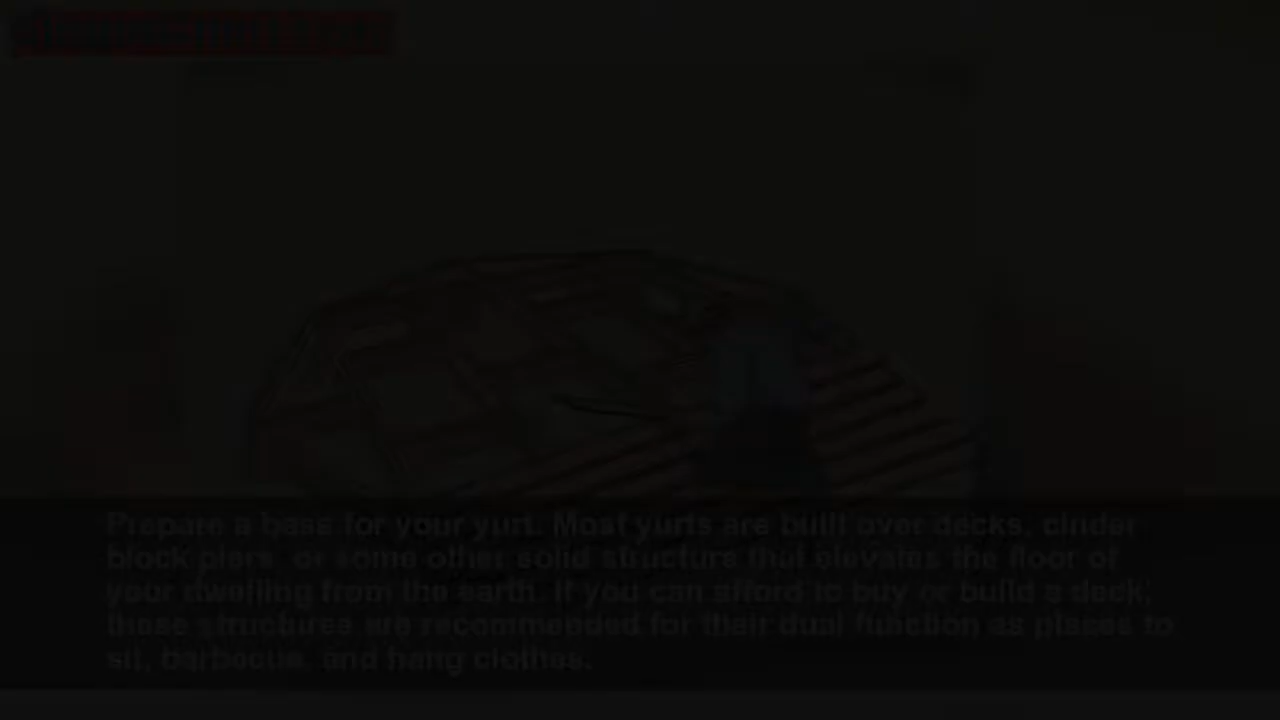 Prepare a base for your yurt. Most yurts are built over decks, cinder
block piers, or some other solid structure that elevates the floor of
your dwelling from the earth. If you can afford to buy or build a deck,
these structures are recommended for their dual function as places to
sit, barbecue, and hang clothes.